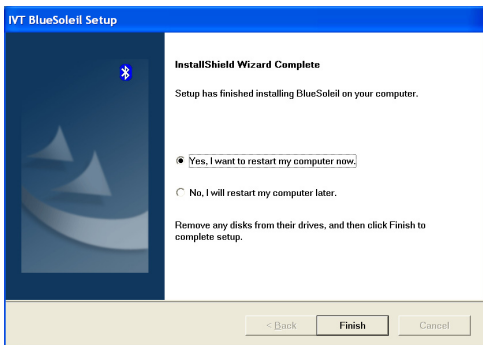 IVT BlueSoleil Setup
InstallShield Wizard Complete
Setup has finished installing BlueSoleil on your computer.
Yes, I want to restart my computer now.
No, I will restart my computer later.
Remove any disks from their drives, and then click Finish to
complete setup.
< Back
Finish
Cancel